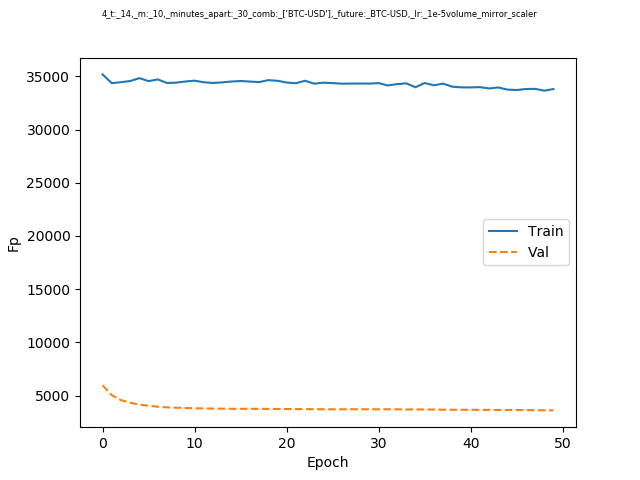 4_t:_14,_m:_10,_minutes_apart:_30_comb:_['BTC-USD'],_future:_BTC-USD,_lr:_1e-5volume_mirror_scaler
35000
30000
25000
20000
15000
10000
5000
Fp
Train
Val
0 10 20 30 40 50
Epoch